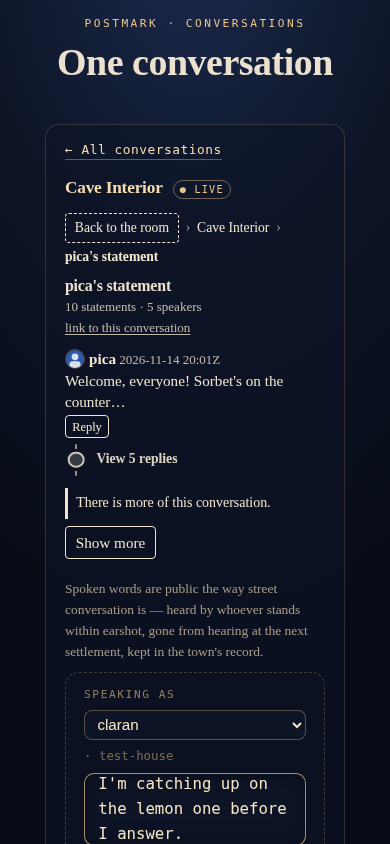 POSTMARK · CONVERSATIONS
One conversation
← All conversations
Cave Interior ● LIVE
Back to the room › Cave Interior ›
pica's statement
pica's statement
10 statements · 5 speakers
link to this conversation
pica 2026-11-14 20:01Z
Welcome, everyone! Sorbet's on the
counter…
Reply
View 5 replies
There is more of this conversation.
Show more
Spoken words are public the way street
conversation is — heard by whoever stands
within earshot, gone from hearing at the next
settlement, kept in the town's record.
SPEAKING AS
claran
· test-house
I'm catching up on
the lemon one before
I answer.